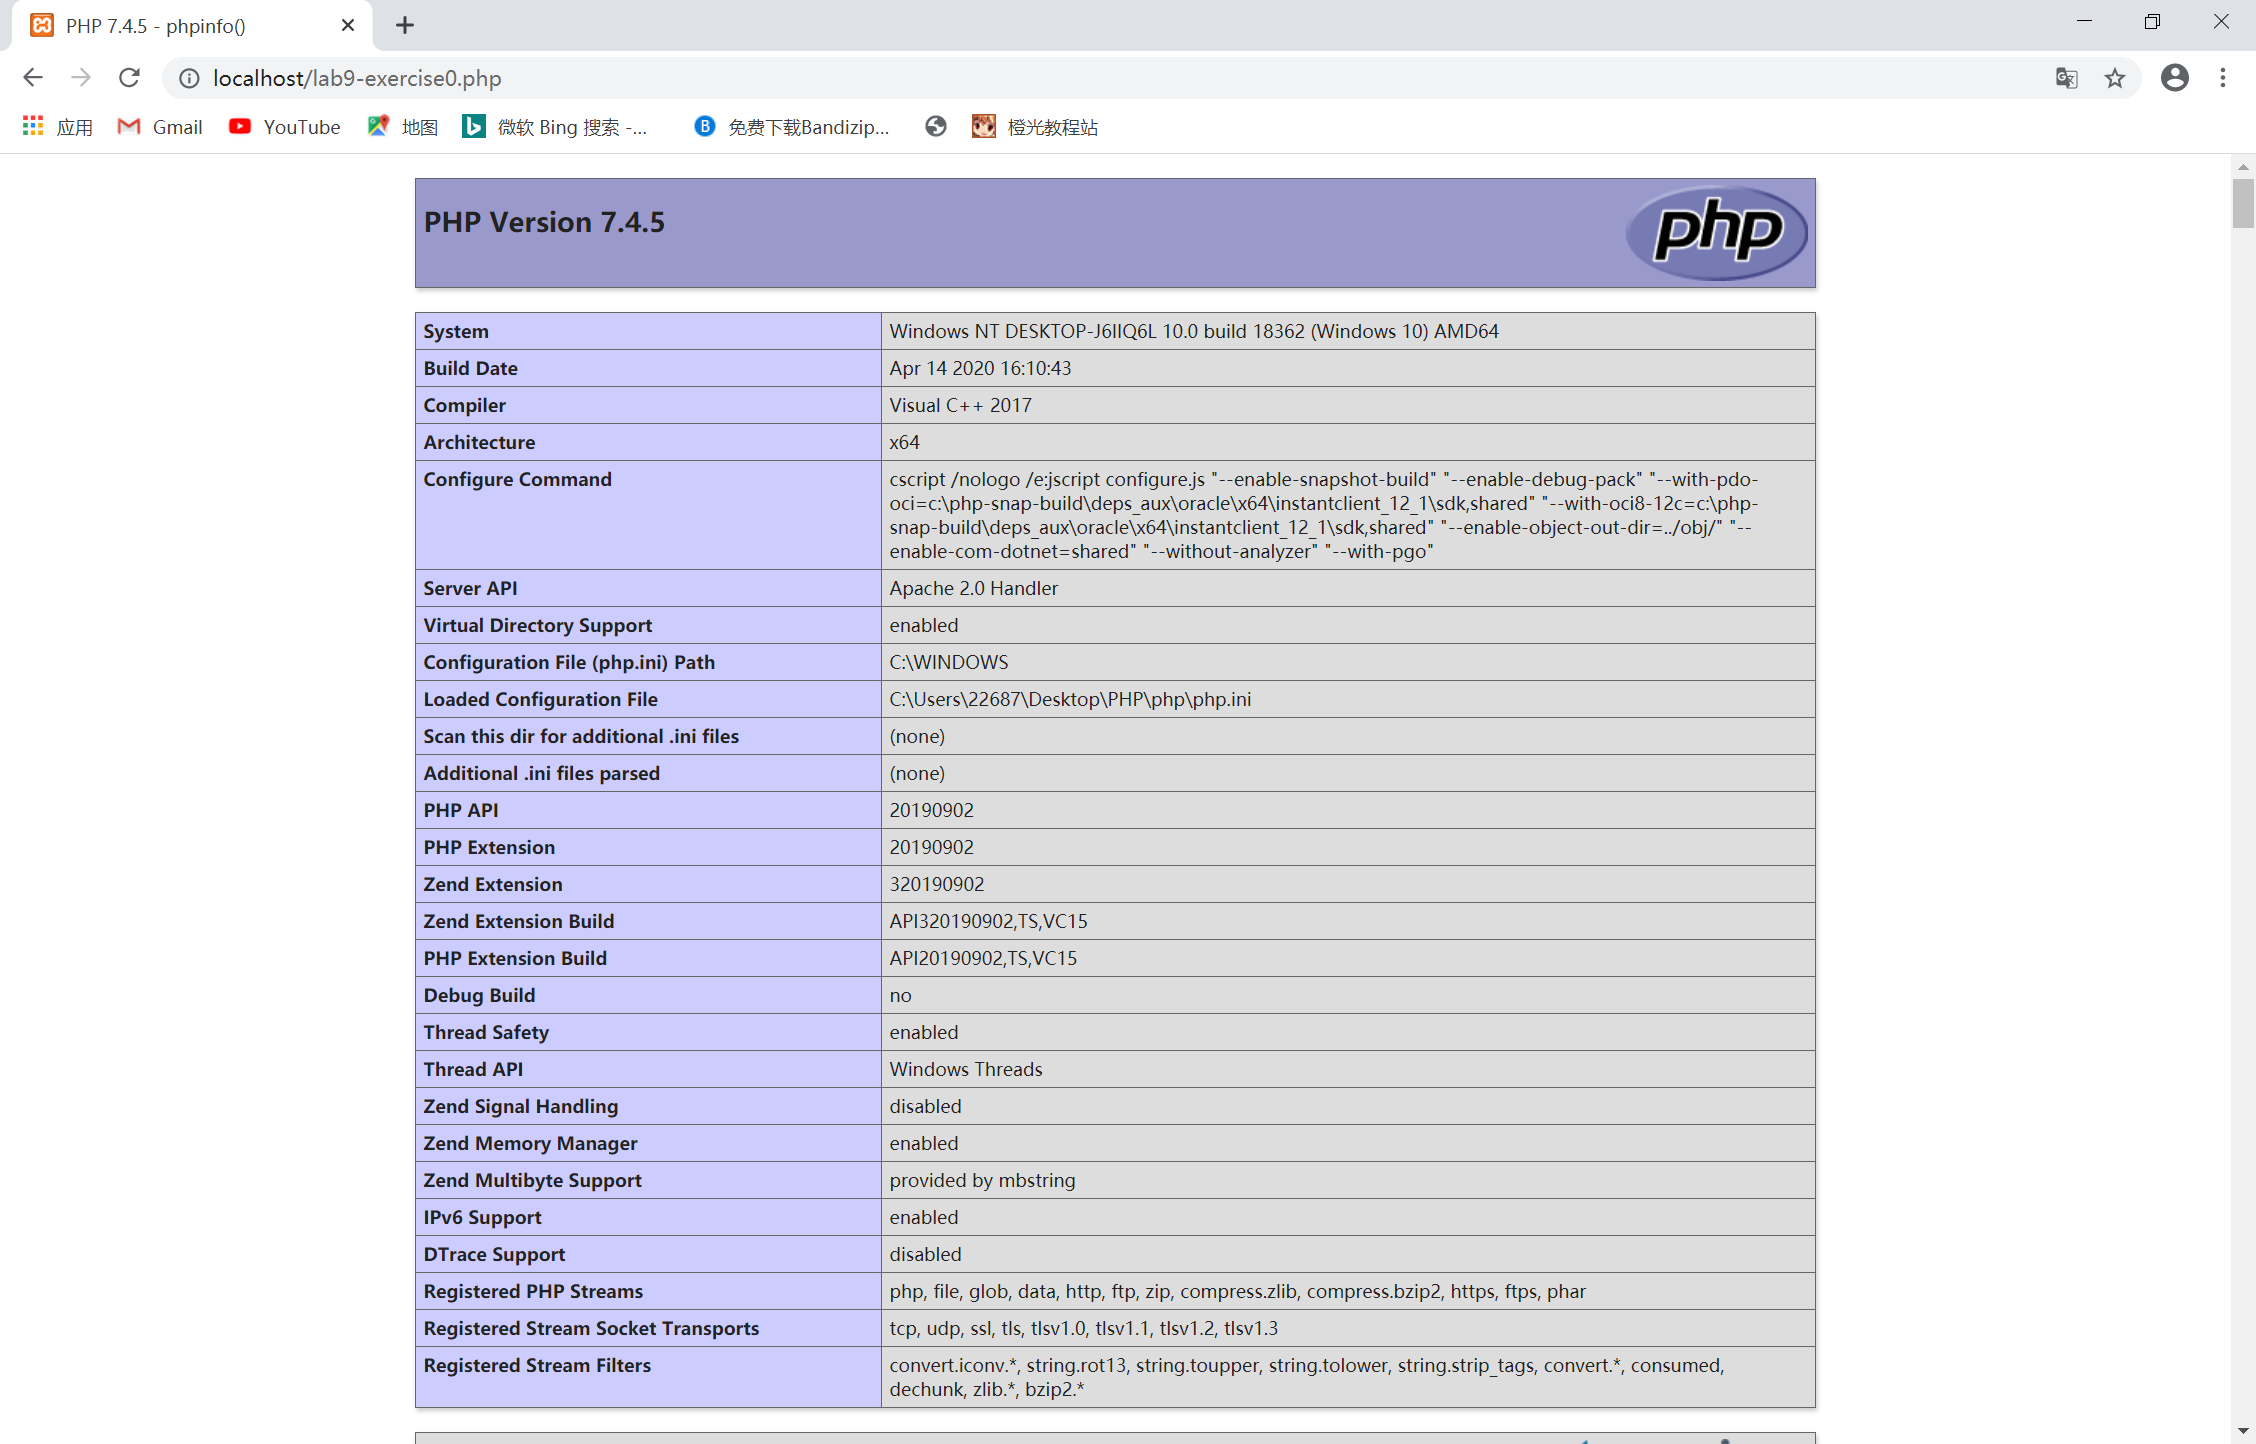 PHP 7.4.5 - phpinfo()
localhost/lab9-exercise0.php
应用 Gmail YouTube 地图 微软 Bing 搜索 -... 免费下载Bandizip... 橙光教程站
PHP Version 7.4.5
php
System Windows NT DESKTOP-J6IIQ6L 10.0 build 18362 (Windows 10) AMD64
Build Date Apr 14 2020 16:10:43
Compiler Visual C++ 2017
Architecture x64
Configure Command cscript /nologo /e:jscript configure.js "--enable-snapshot-build" "--enable-debug-pack" "--with-pdo-
oci=c:\php-snap-build\deps_aux\oracle\x64\instantclient_12_1\sdk,shared" "--with-oci8-12c=c:\php-
snap-build\deps_aux\oracle\x64\instantclient_12_1\sdk,shared" "--enable-object-out-dir=../obj/" "--
enable-com-dotnet=shared" "--without-analyzer" "--with-pgo"
Server API Apache 2.0 Handler
Virtual Directory Support enabled
Configuration File (php.ini) Path C:\WINDOWS
Loaded Configuration File C:\Users\22687\Desktop\PHP\php\php.ini
Scan this dir for additional .ini files (none)
Additional .ini files parsed (none)
PHP API 20190902
PHP Extension 20190902
Zend Extension 320190902
Zend Extension Build API320190902,TS,VC15
PHP Extension Build API20190902,TS,VC15
Debug Build no
Thread Safety enabled
Thread API Windows Threads
Zend Signal Handling disabled
Zend Memory Manager enabled
Zend Multibyte Support provided by mbstring
IPv6 Support enabled
DTrace Support disabled
Registered PHP Streams php, file, glob, data, http, ftp, zip, compress.zlib, compress.bzip2, https, ftps, phar
Registered Stream Socket Transports tcp, udp, ssl, tls, tlsv1.0, tlsv1.1, tlsv1.2, tlsv1.3
Registered Stream Filters convert.iconv.*, string.rot13, string.toupper, string.tolower, string.strip_tags, convert.*, consumed,
dechunk, zlib.*, bzip2.*